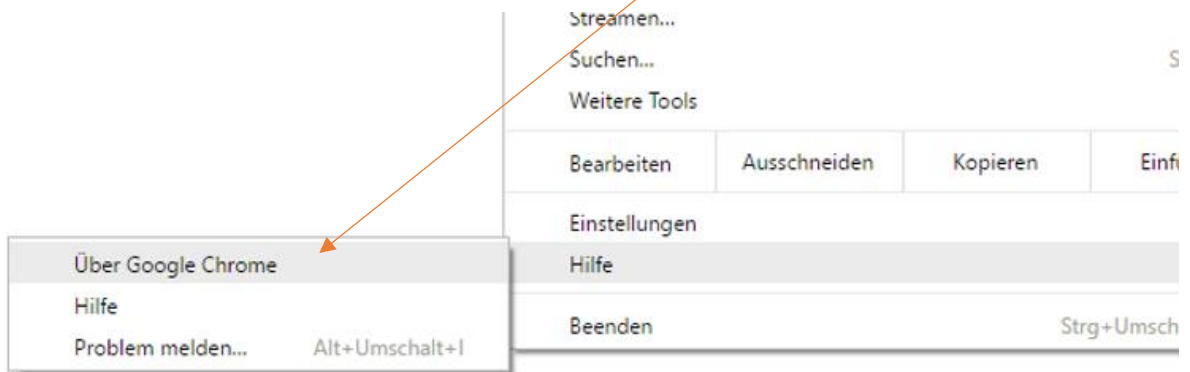 Streamen...
Suchen...
Weitere Tools
Bearbeiten Ausschneiden Kopieren
Einstellungen
Über Google Chrome Hilfe
Hilfe
Problem melden... Alt+Umschalt+I
Beenden